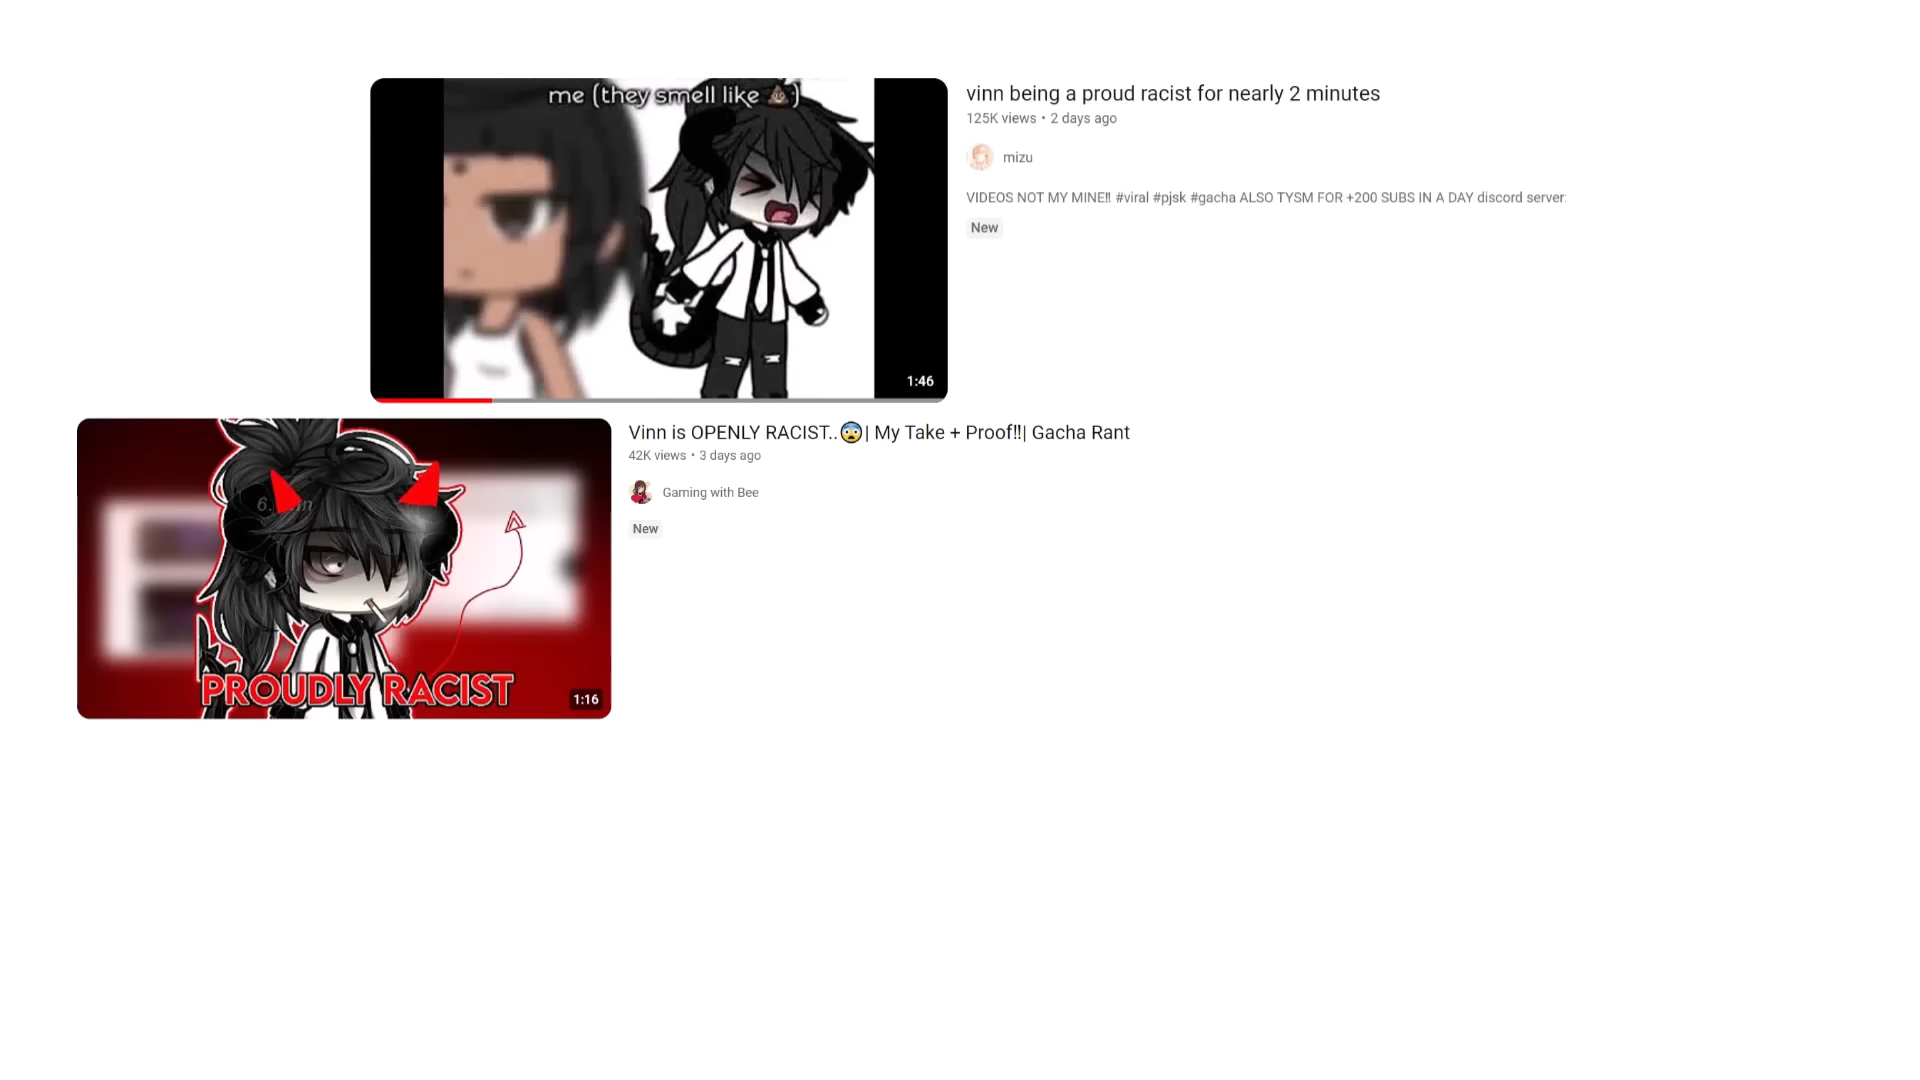 me (they smell like 💩)
1:46
vinn being a proud racist for nearly 2 minutes
125K views • 2 days ago
mizu
VIDEOS NOT MY MINE‼ #viral #pjsk #gacha ALSO TYSM FOR +200 SUBS IN A DAY discord server:
New
PROUDLY RACIST
1:16
Vinn is OPENLY RACIST..😨| My Take + Proof‼| Gacha Rant
42K views • 3 days ago
Gaming with Bee
New